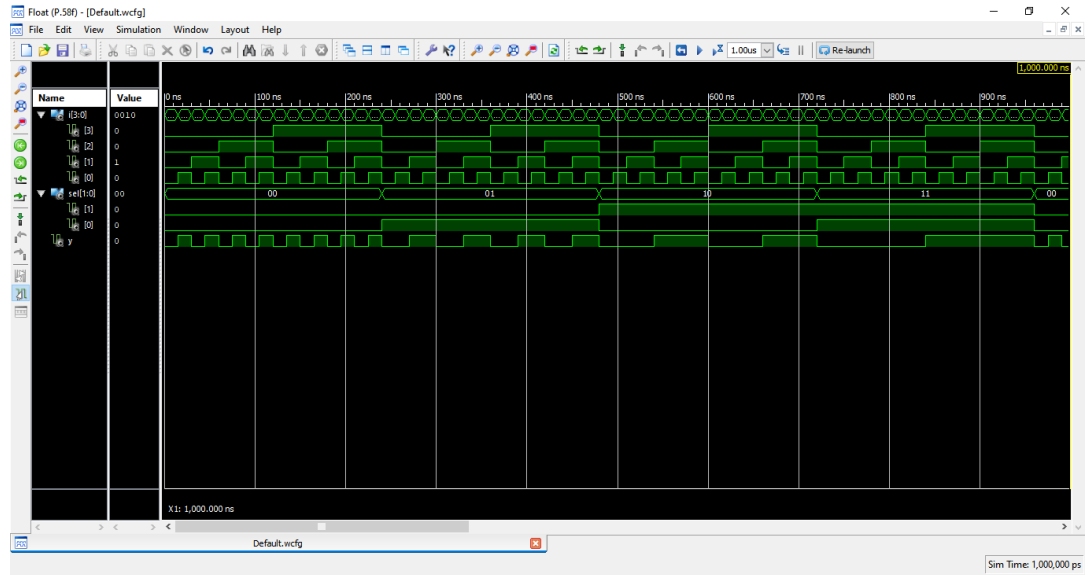 Float (P.58f) - [Default.wcfg]
File Edit View Simulation Window Layout Help
1.00us Re-launch
1,000.000 ns
Name Value
0 ns 100 ns 200 ns 300 ns 400 ns 500 ns 600 ns 700 ns 800 ns 900 ns
i[3:0] 0010
[3] 0
[2] 0
[1] 1
[0] 0
sel[1:0] 00 00 01 10 11 00
[1] 0
[0] 0
y 0
X1: 1,000.000 ns
Default.wcfg
Sim Time: 1,000,000 ps